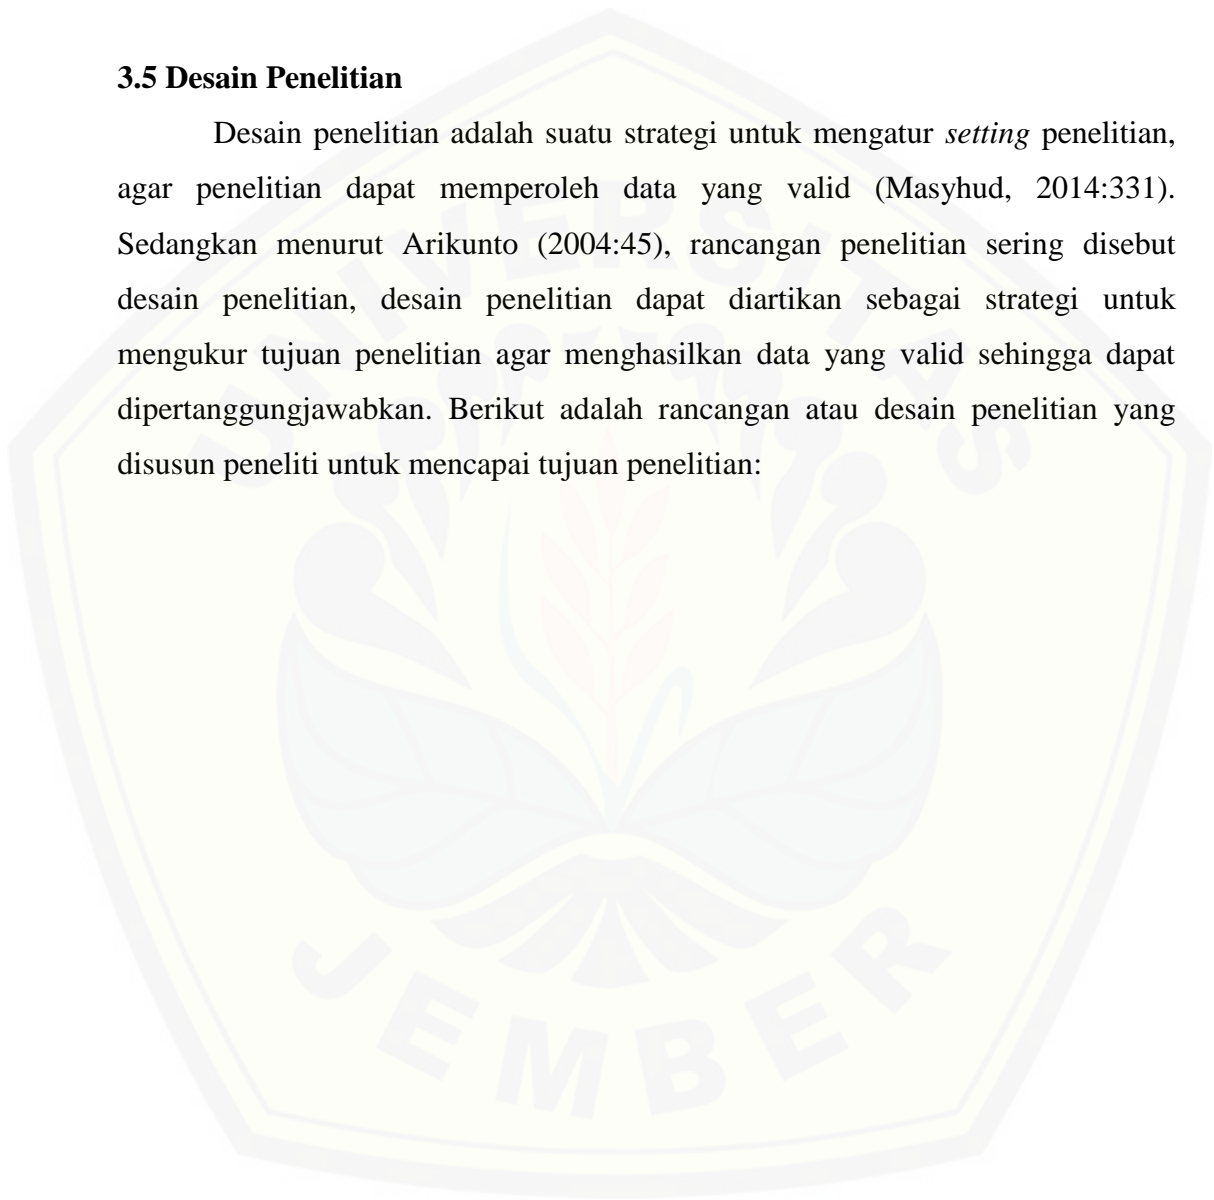 3.5 Desain Penelitian
Desain penelitian adalah suatu strategi untuk mengatur setting penelitian,
agar penelitian dapat memperoleh data yang valid (Masyhud, 2014:331).
Sedangkan menurut Arikunto (2004:45), rancangan penelitian sering disebut
desain penelitian, desain penelitian dapat diartikan sebagai strategi untuk
mengukur tujuan penelitian agar menghasilkan data yang valid sehingga dapat
dipertanggungjawabkan. Berikut adalah rancangan atau desain penelitian yang
disusun peneliti untuk mencapai tujuan penelitian:
UNIVERSITAS
JEMBER